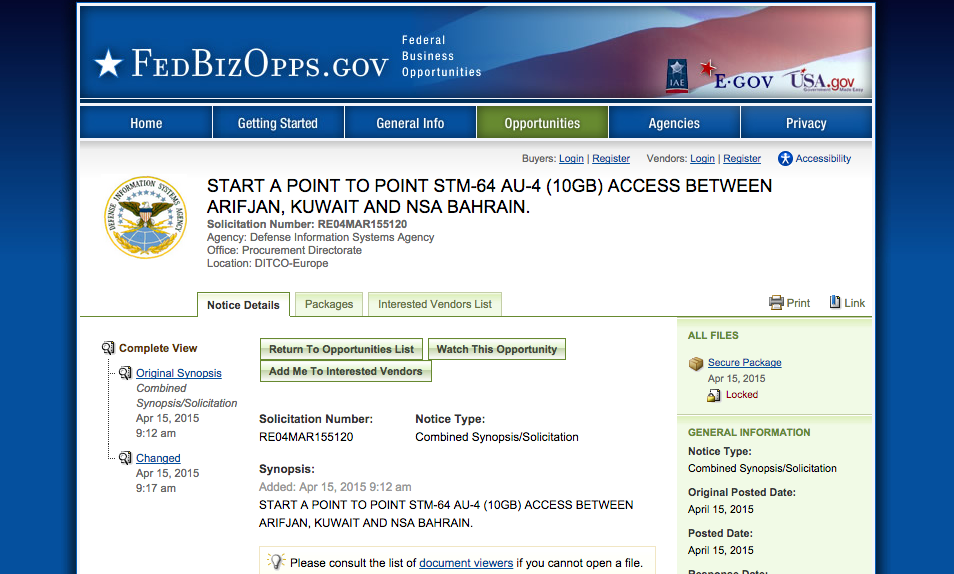 FEDBIZOPPS.GOV
Federal
Business
Opportunities
IAE
E-GOV
USA.gov
Government Made Easy
Home
Getting Started
General Info
Opportunities
Agencies
Privacy
Buyers: Login | Register Vendors: Login | Register Accessibility
DEFENSE INFORMATION SYSTEMS AGENCY
START A POINT TO POINT STM-64 AU-4 (10GB) ACCESS BETWEEN
ARIFJAN, KUWAIT AND NSA BAHRAIN.
Solicitation Number: RE04MAR155120
Agency: Defense Information Systems Agency
Office: Procurement Directorate
Location: DITCO-Europe
Notice Details
Packages
Interested Vendors List
Print
Link
Complete View
Original Synopsis
Combined
Synopsis/Solicitation
Apr 15, 2015
9:12 am
Changed
Apr 15, 2015
9:17 am
Return To Opportunities List
Watch This Opportunity
Add Me To Interested Vendors
Solicitation Number:
RE04MAR155120
Notice Type:
Combined Synopsis/Solicitation
Synopsis:
Added: Apr 15, 2015 9:12 am
START A POINT TO POINT STM-64 AU-4 (10GB) ACCESS BETWEEN
ARIFJAN, KUWAIT AND NSA BAHRAIN.
Please consult the list of document viewers if you cannot open a file.
ALL FILES
Secure Package
Apr 15, 2015
Locked
GENERAL INFORMATION
Notice Type:
Combined Synopsis/Solicitation
Original Posted Date:
April 15, 2015
Posted Date:
April 15, 2015
Response Date: